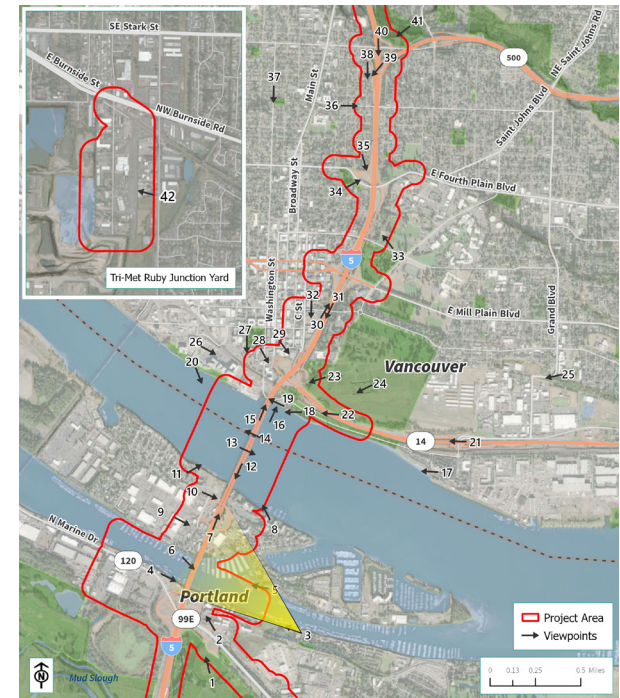 SE Stark St
E Burnside St
NW Burnside Rd
42
Tri-Met Ruby Junction Yard
41
40
38
39
500
NE Saint Johns Rd
37
Main St
36
Saint Johns Blvd
35
E Fourth Plain Blvd
34
Broadway St
33
5
Washington St
C St
32
31
30
E Mill Plain Blvd
Grand Blvd
27
29
28
26
20
Vancouver
23
24
25
19
18
22
15
16
14
13
14
21
12
11
17
10
9
N Marine Dr
7
8
6
120
4
5
Portland
99E
3
2
5
1
Mud Slough
N
Project Area
Viewpoints
0 0.13 0.25 0.5 Miles